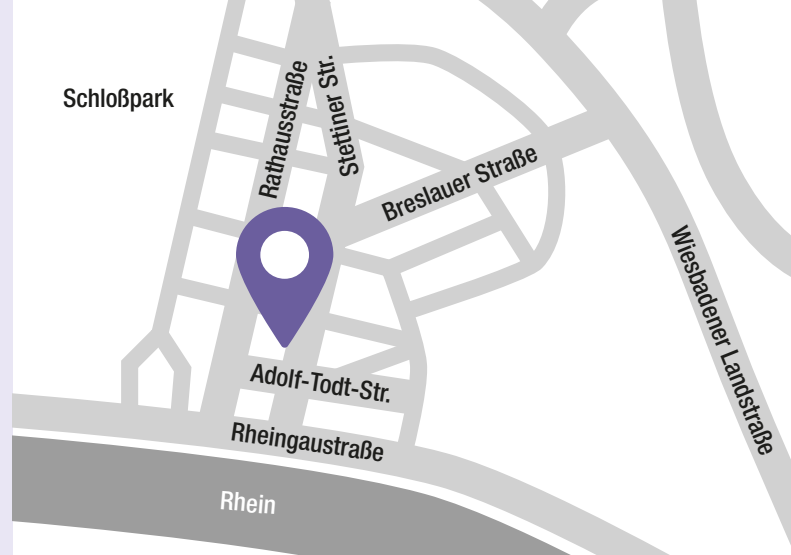 Schloßpark
Rathausstraße
Stettiner Str.
Breslauer Straße
Wiesbadener Landstraße
Adolf-Todt-Str.
Rheingaustraße
Rhein